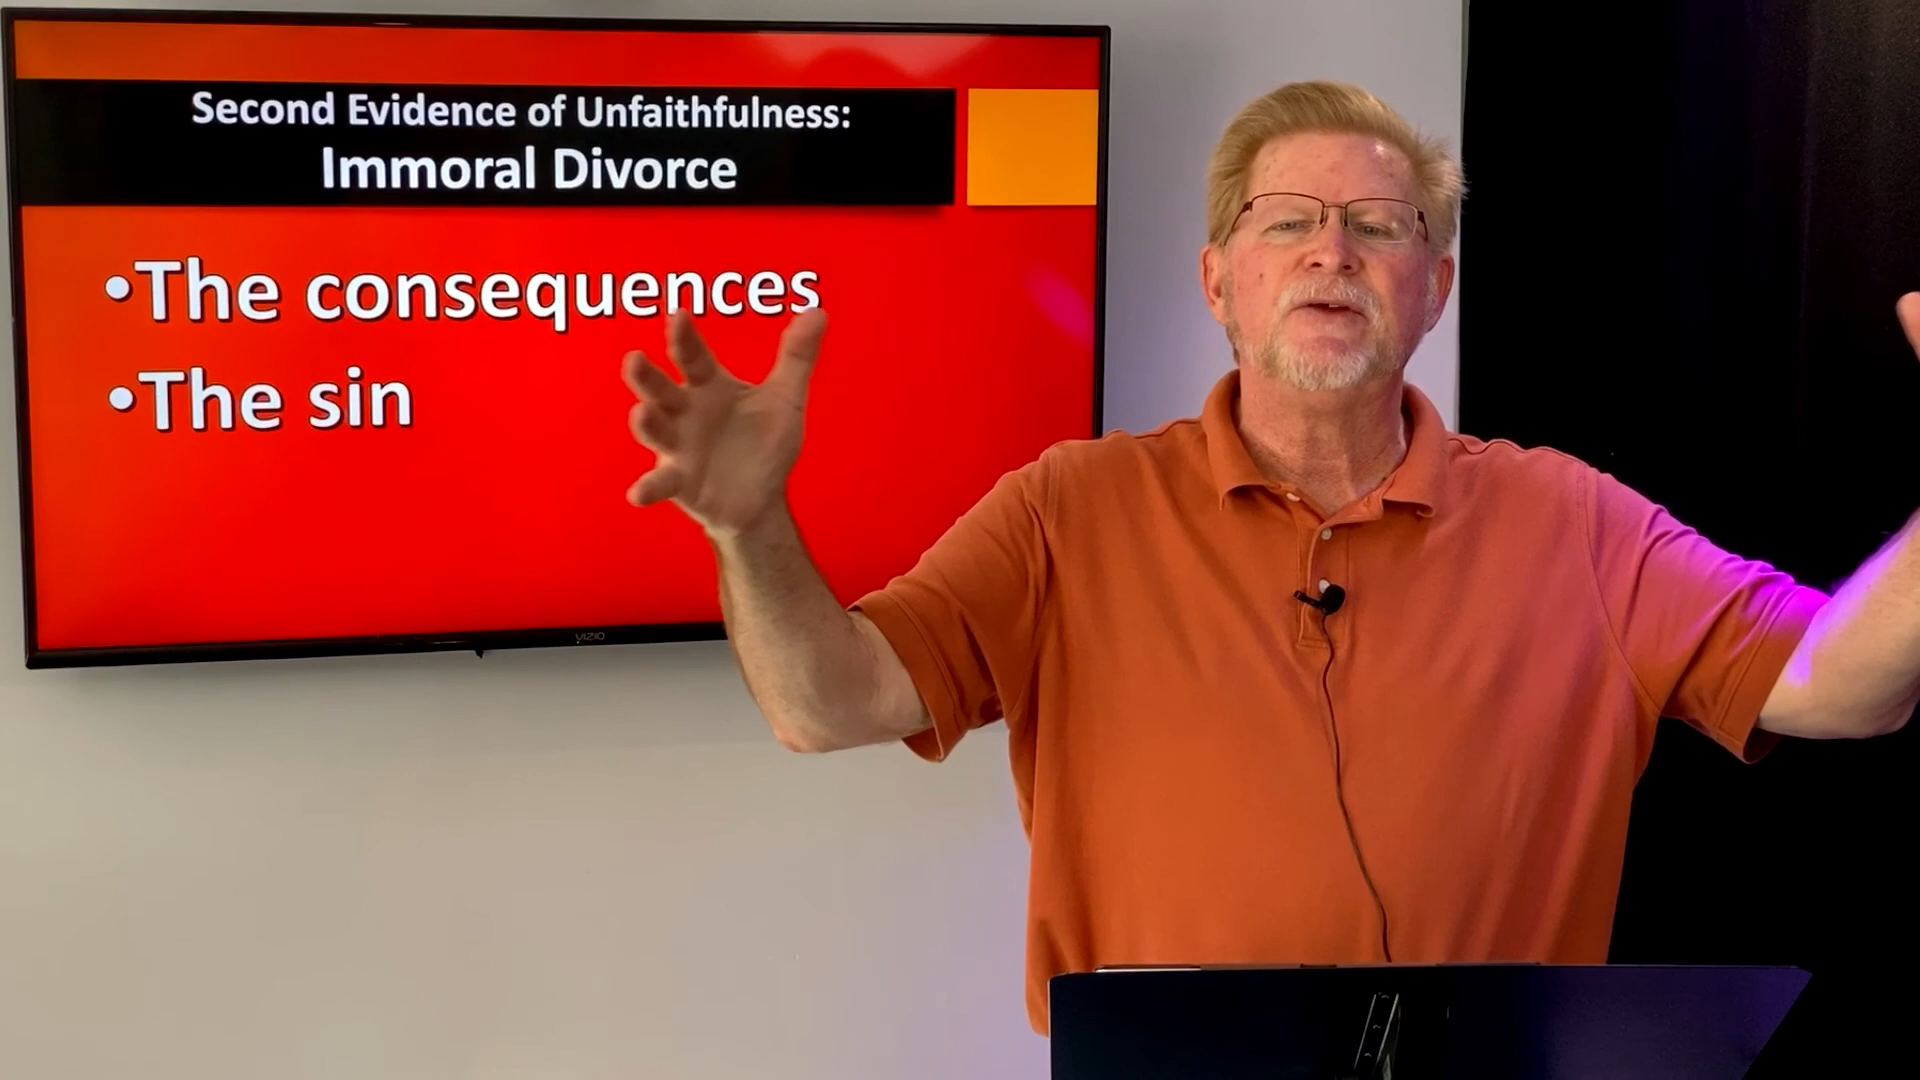 Second Evidence of Unfaithfulness:
Immoral Divorce
•The consequences
•The sin
VIZIO